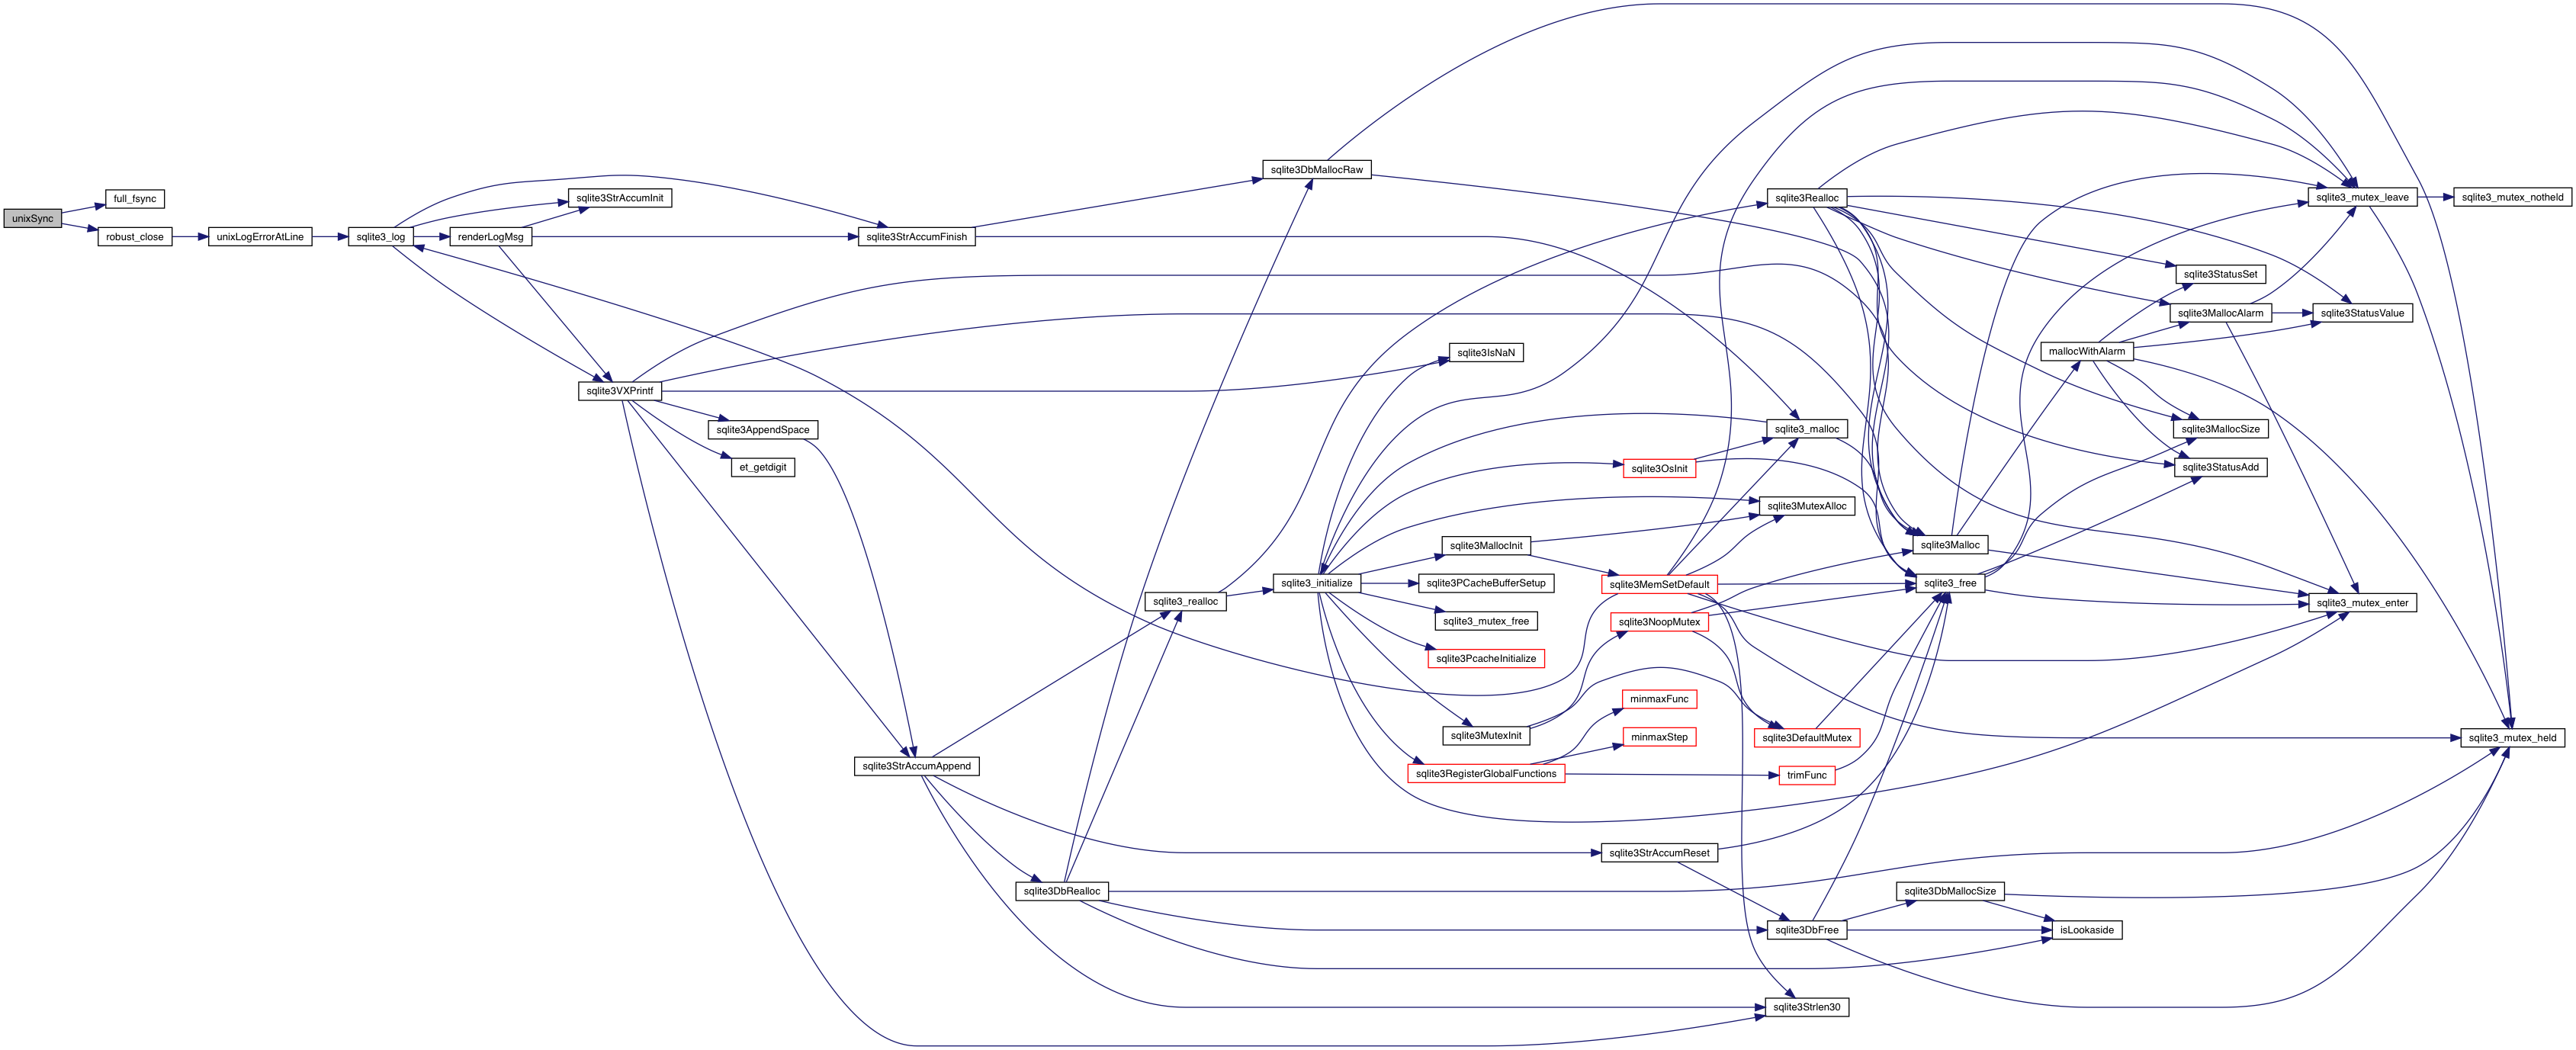 unixSync
full_fsync
robust_close
unixLogErrorAtLine
sqlite3_log
renderLogMsg
sqlite3StrAccumInit
sqlite3VXPrintf
sqlite3AppendSpace
et_getdigit
sqlite3StrAccumFinish
sqlite3StrAccumAppend
sqlite3DbRealloc
sqlite3_realloc
sqlite3DbMallocRaw
sqlite3_initialize
sqlite3IsNaN
sqlite3MallocInit
sqlite3PCacheBufferSetup
sqlite3_mutex_free
sqlite3PcacheInitialize
sqlite3MutexInit
sqlite3RegisterGlobalFunctions
sqlite3OsInit
sqlite3MemSetDefault
sqlite3NoopMutex
minmaxFunc
minmaxStep
sqlite3StrAccumReset
sqlite3Realloc
sqlite3_malloc
sqlite3MutexAlloc
sqlite3DefaultMutex
trimFunc
sqlite3DbFree
sqlite3Strlen30
sqlite3Malloc
sqlite3_free
sqlite3DbMallocSize
isLookaside
mallocWithAlarm
sqlite3StatusSet
sqlite3MallocAlarm
sqlite3MallocSize
sqlite3StatusAdd
sqlite3_mutex_leave
sqlite3StatusValue
sqlite3_mutex_enter
sqlite3_mutex_notheld
sqlite3_mutex_held